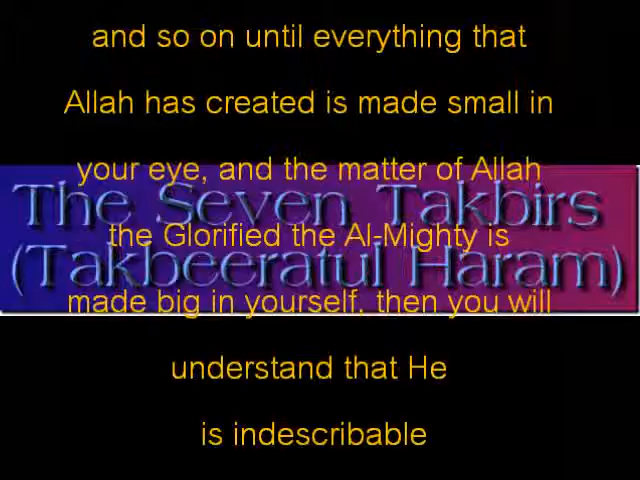 and so on until everything that
Allah has created is made small in
your eye, and the matter of Allah
The Seven Takbirs
the Glorified the Al-Mighty is
(Takbeeratul Haram)
made big in yourself. then you will
understand that He
is indescribable